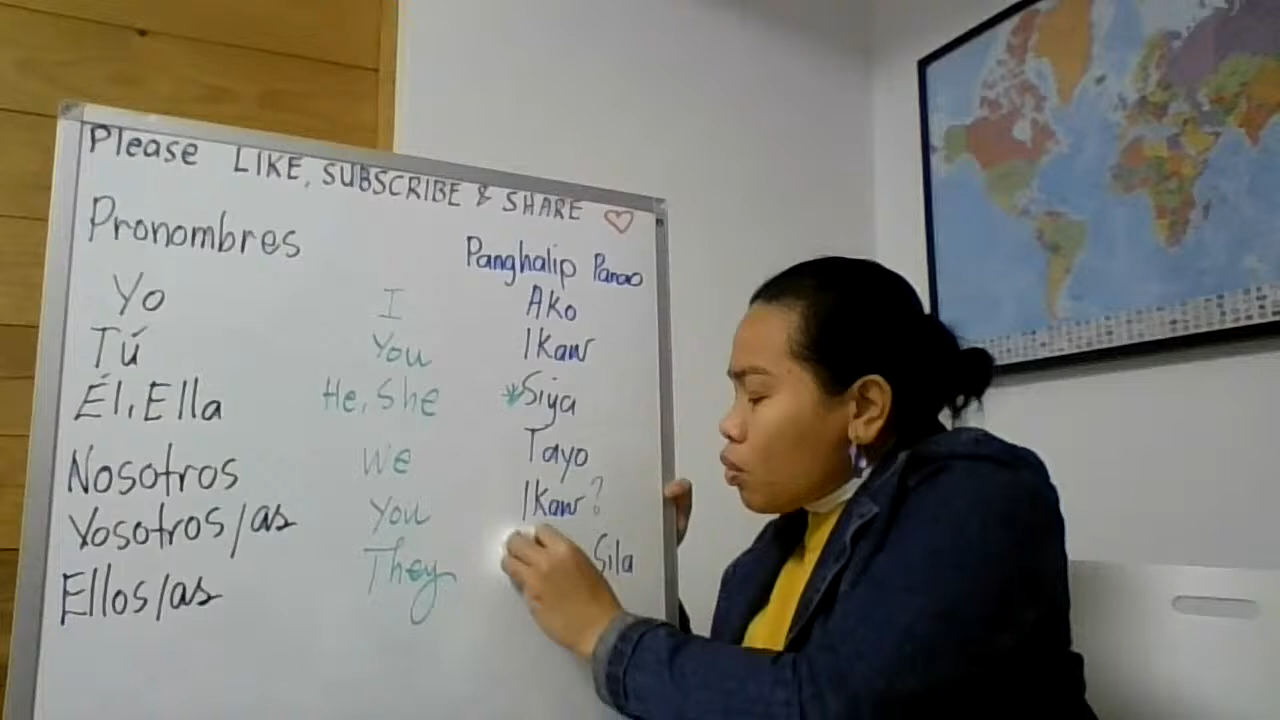 Please LIKE, SUBSCRIBE & SHARE
Pronombres Panghalip Panao
Yo I Ako
Tú You Ikaw
Él, Ella He, She *Siya
Nosotros We Tayo
Vosotros/as You Ikaw?
Ellos/as They Sila